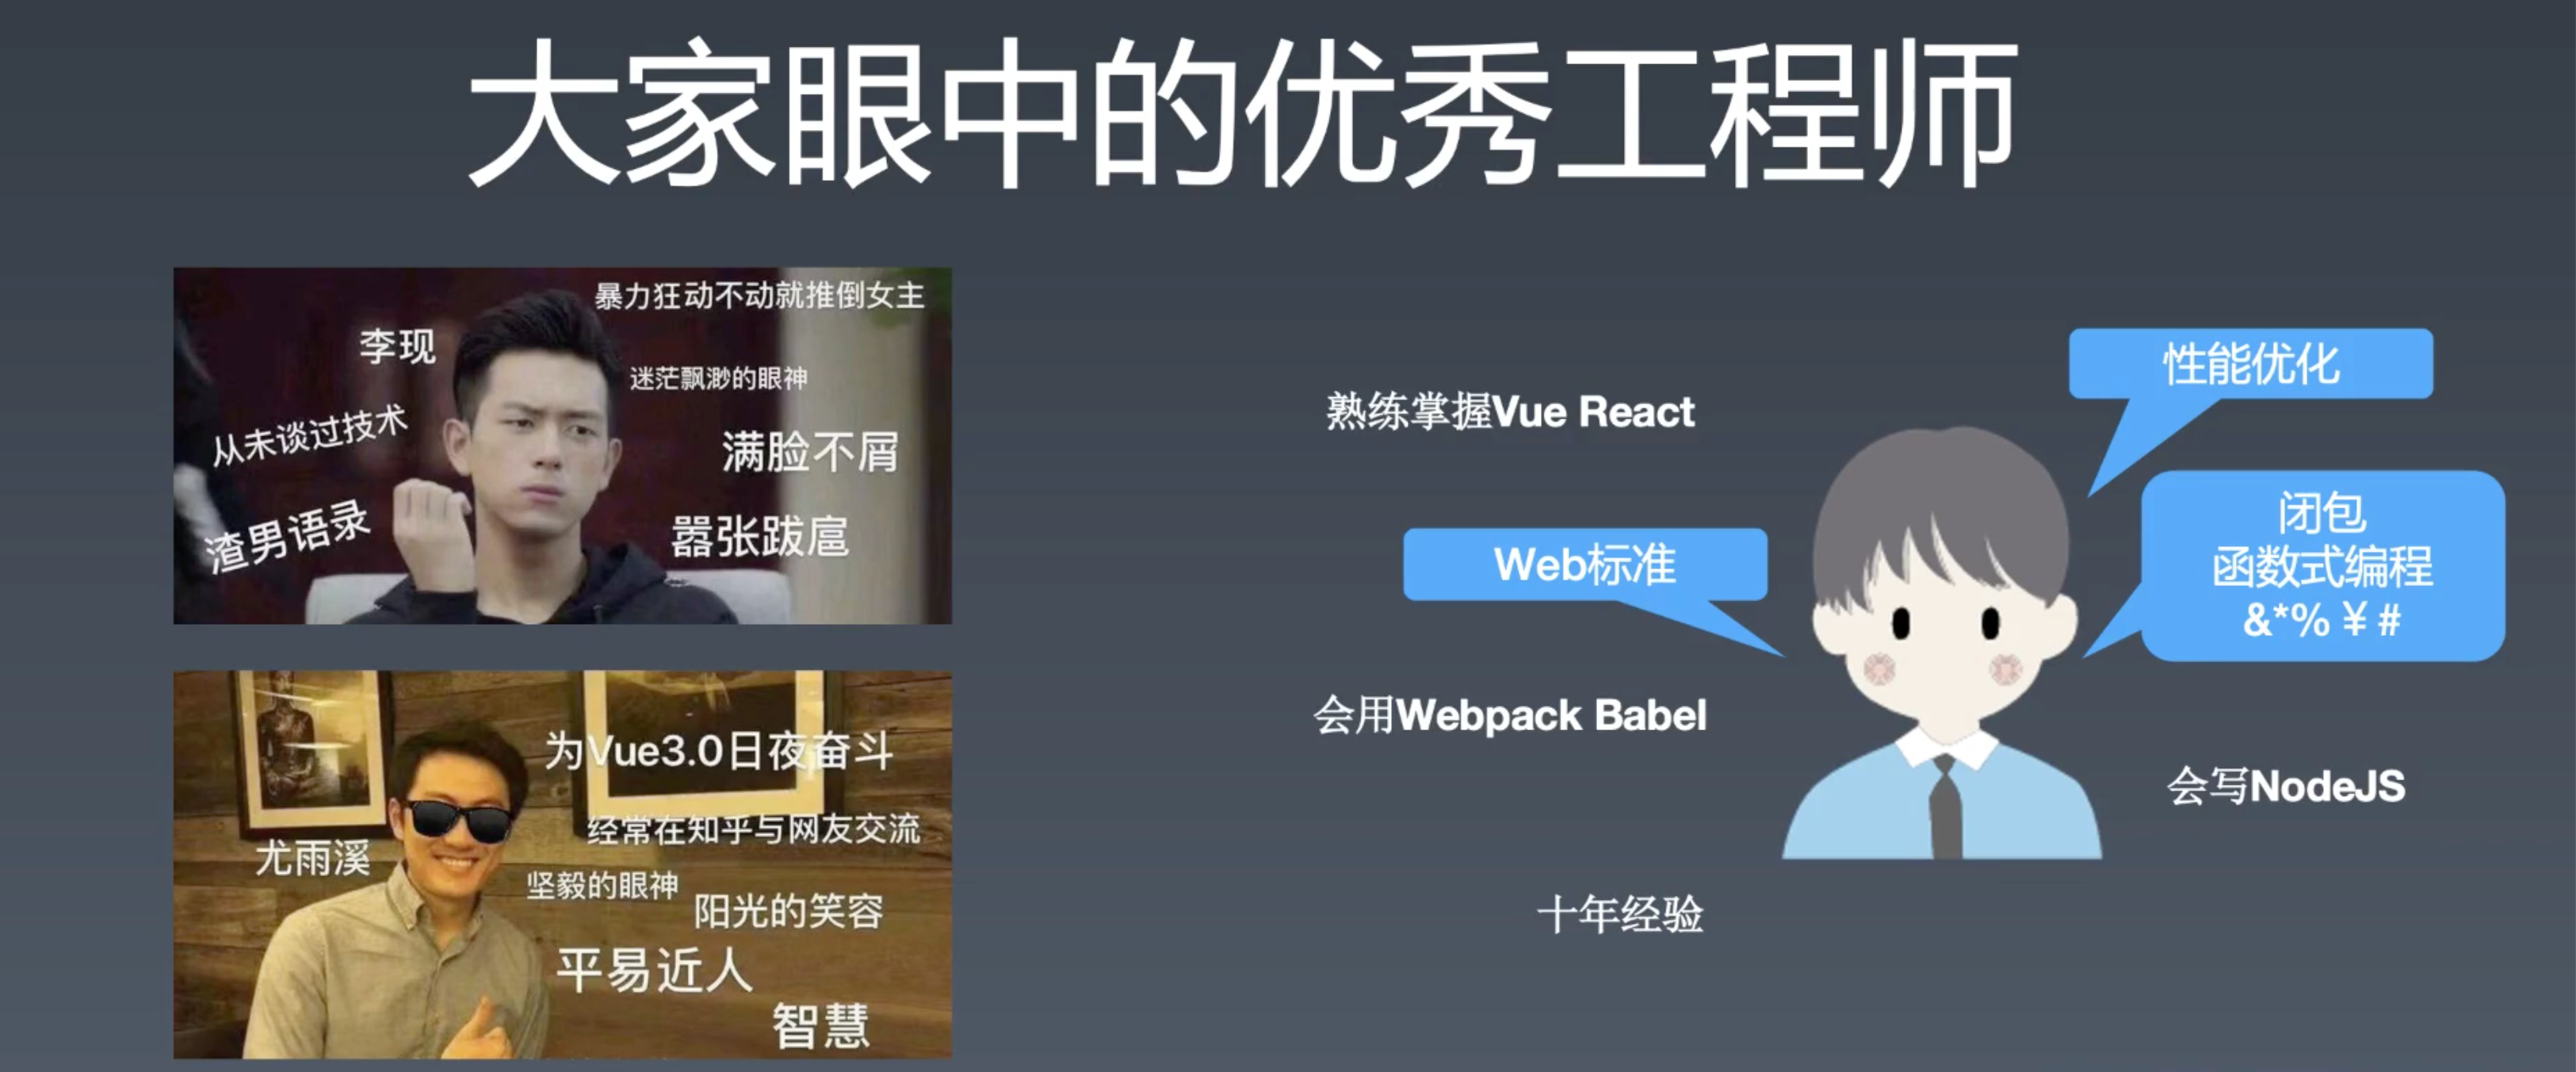 大家眼中的优秀工程师
暴力狂动不动就推倒女主
李现
迷茫飘渺的眼神
从未谈过技术
满脸不屑
渣男语录
嚣张跋扈
为Vue3.0日夜奋斗
经常在知乎与网友交流
尤雨溪
坚毅的眼神
阳光的笑容
平易近人
智慧
性能优化
熟练掌握Vue React
闭包
函数式编程
&*%￥#
Web标准
会用Webpack Babel
会写NodeJS
十年经验